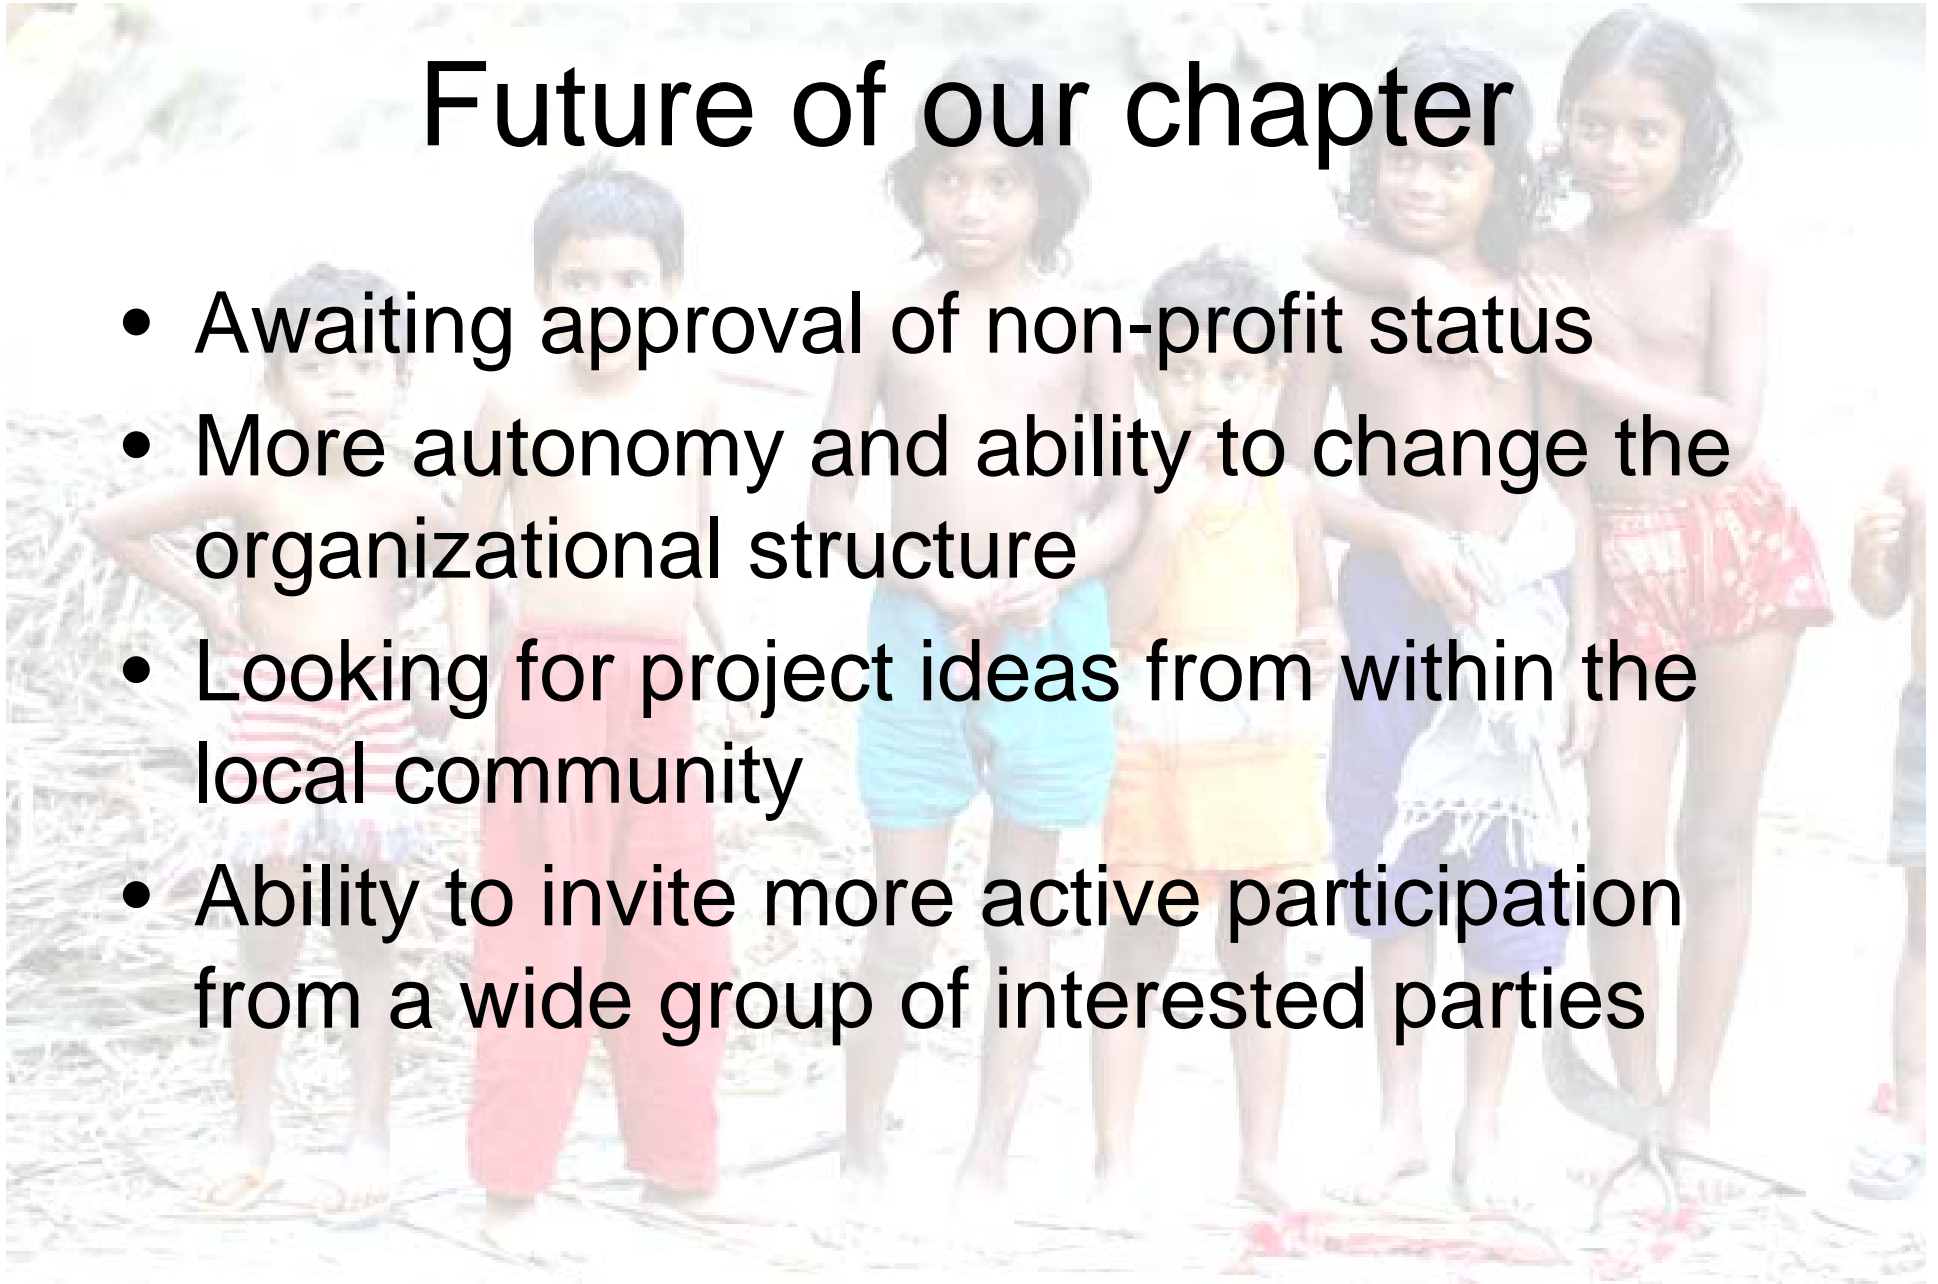 Future of our chapter
• Awaiting approval of non-profit status
• More autonomy and ability to change the
organizational structure
• Looking for project ideas from within the
local community
• Ability to invite more active participation
from a wide group of interested parties